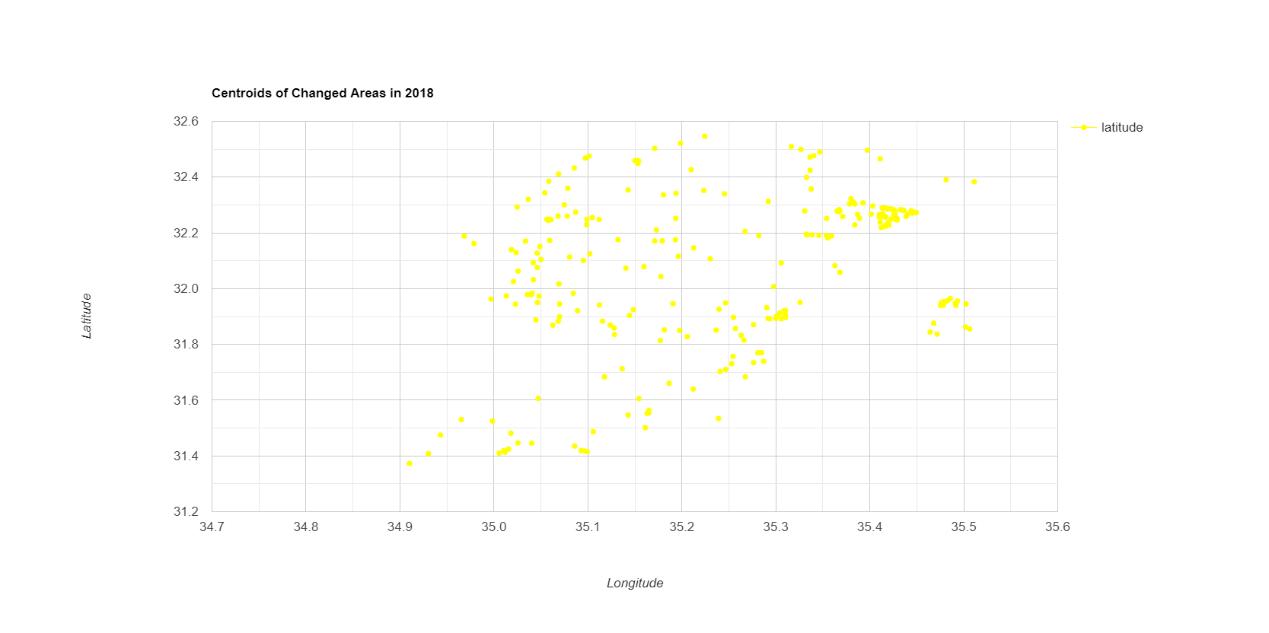 Centroids of Changed Areas in 2018
32.6
32.4
32.2
32.0
31.8
31.6
31.4
31.2
34.7 34.8 34.9 35.0 35.1 35.2 35.3 35.4 35.5 35.6
Latitude
Longitude
latitude